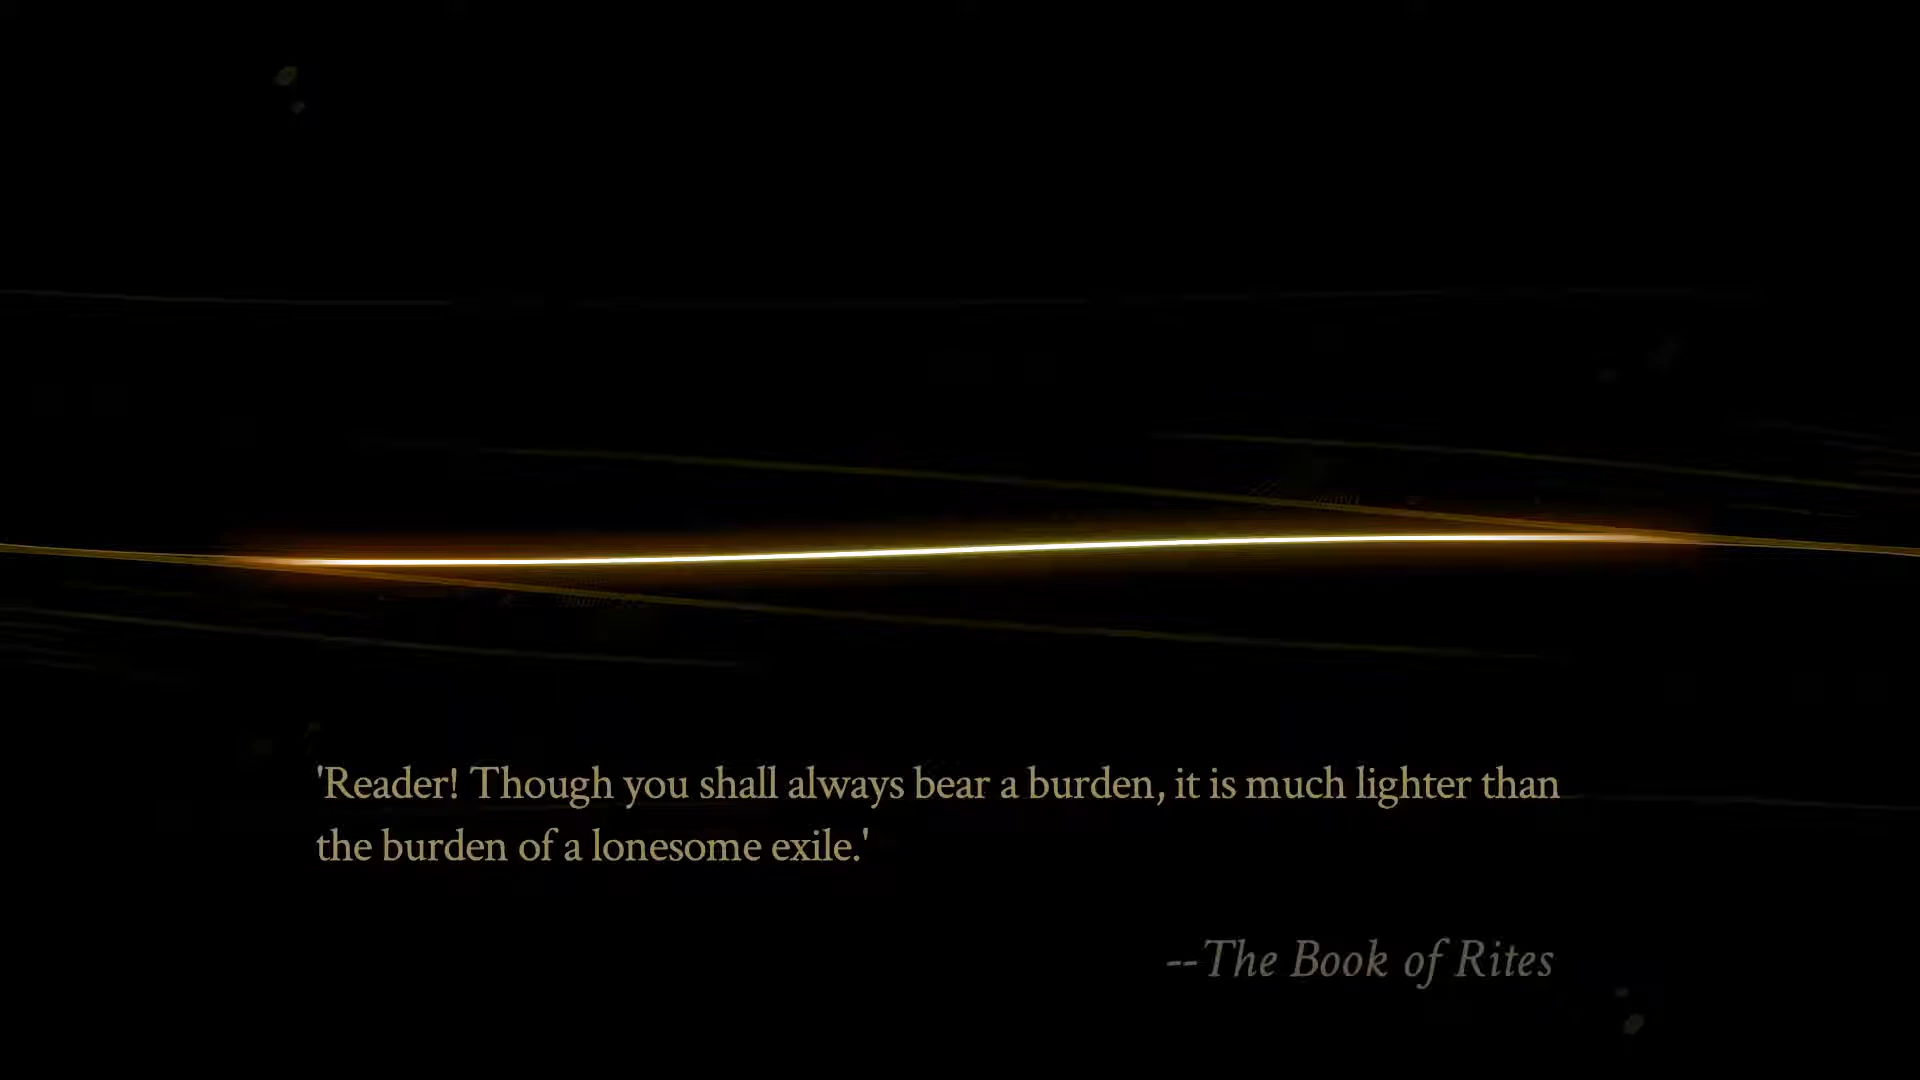 'Reader! Though you shall always bear a burden, it is much lighter than
the burden of a lonesome exile.'
--The Book of Rites